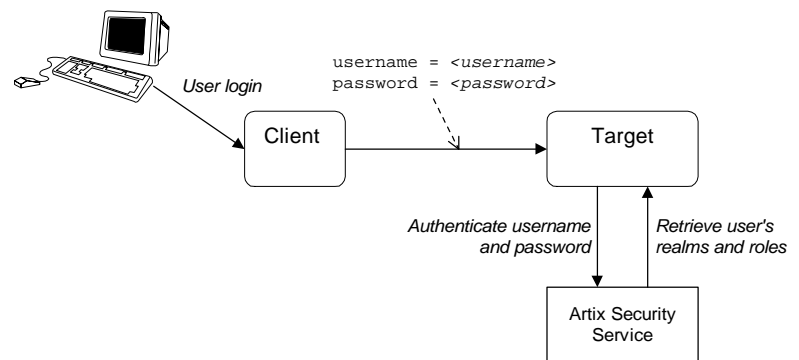 username = <username>
password = <password>
User login
Client
Target
Authenticate username
and password
Retrieve user's
realms and roles
Artix Security
Service